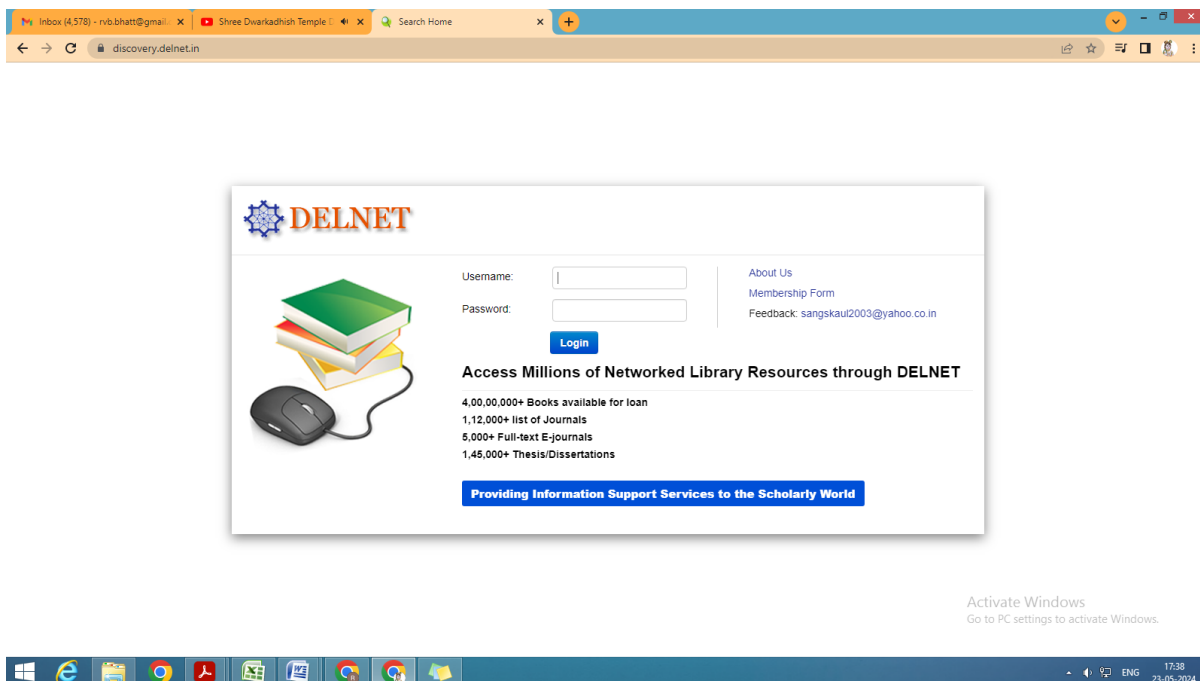 Inbox (4,578) - rvb.bhatt@gmail.
Shree Dwarkadhish Temple D
Search Home
discovery.delnet.in
DELNET
Username:
Password:
Login
About Us
Membership Form
Feedback: sangskaul2003@yahoo.co.in
Access Millions of Networked Library Resources through DELNET
4,00,00,000+ Books available for loan
1,12,000+ list of Journals
5,000+ Full-text E-journals
1,45,000+ Thesis/Dissertations
Providing Information Support Services to the Scholarly World
Activate Windows
Go to PC settings to activate Windows.
ENG
17:38
23-05-2024